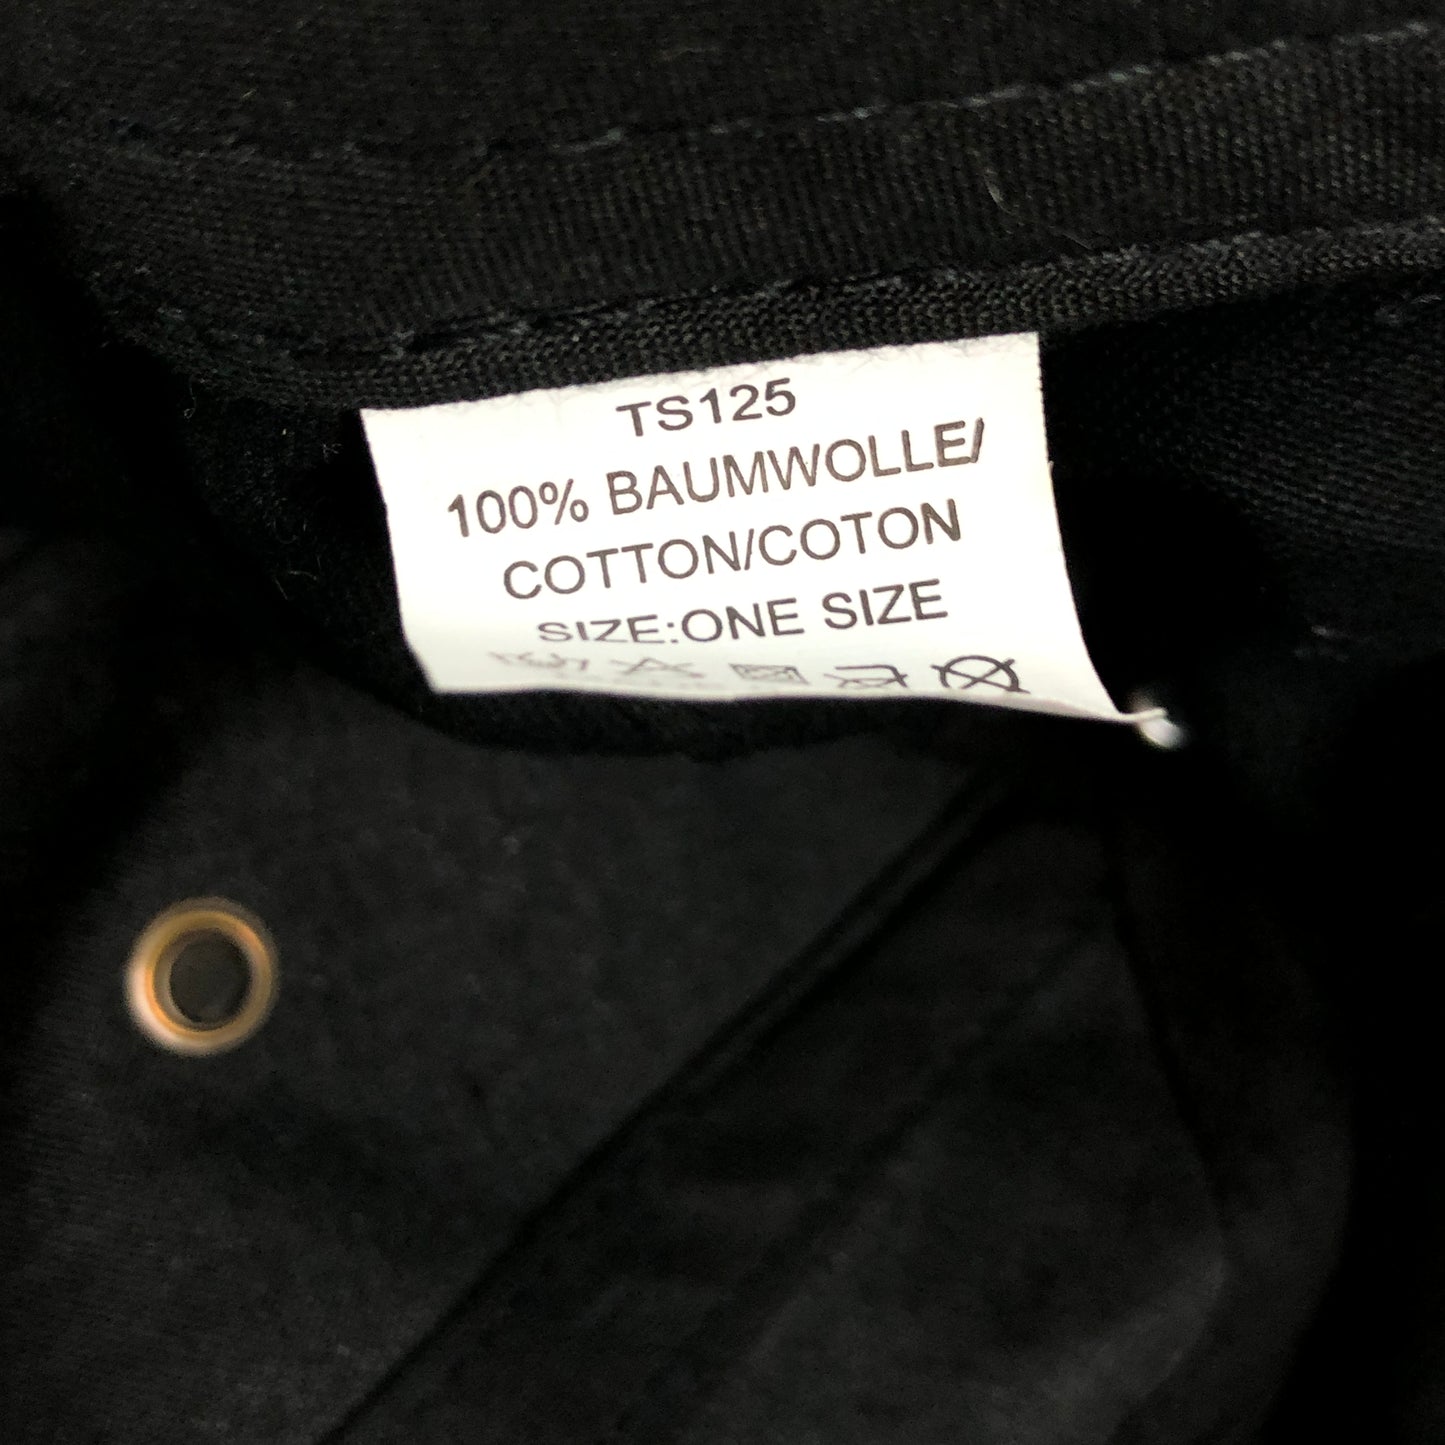 TS125
100% BAUMWOLLE/
COTTON/COTON
SIZE:ONE SIZE